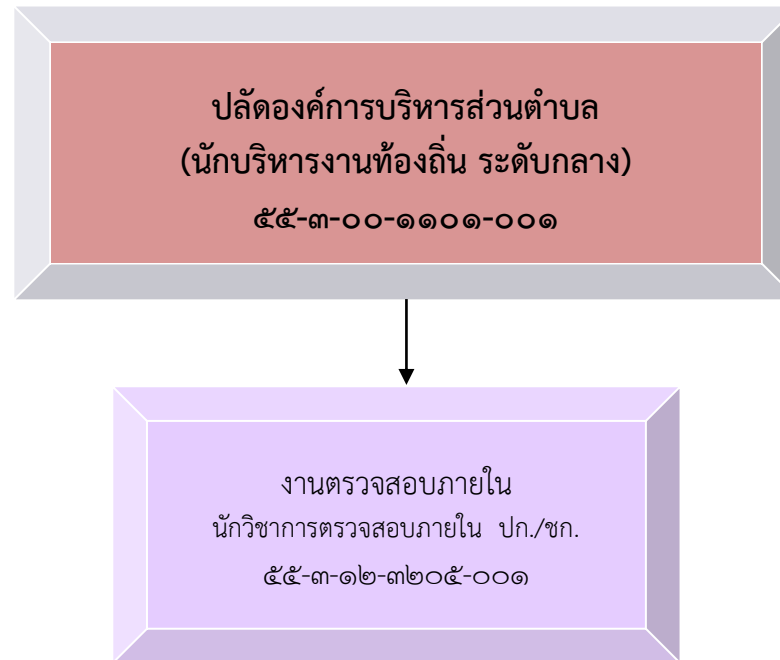 ปลัดองค์การบริหารส่วนตำบล
(นักบริหารงานท้องถิ่น ระดับกลาง)
๕๕-๓-๐๐-๑๑๐๑-๐๐๑
งานตรวจสอบภายใน
นักวิชาการตรวจสอบภายใน ปก./ชก.
๕๕-๓-๑๒-๓๒๐๕-๐๐๑